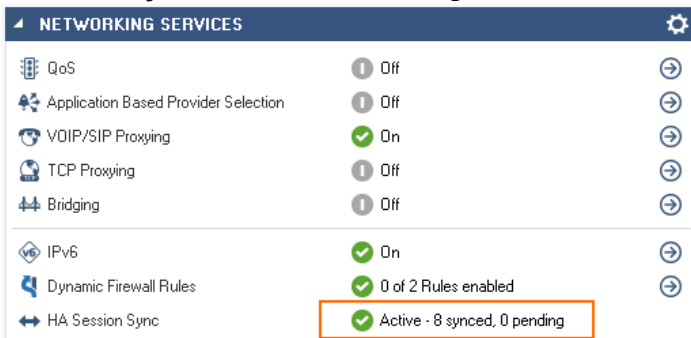 NETWORKING SERVICES
QoS Off
Application Based Provider Selection Off
VOIP/SIP Proxying On
TCP Proxying Off
Bridging Off
IPv6 On
Dynamic Firewall Rules 0 of 2 Rules enabled
HA Session Sync Active - 8 synced, 0 pending